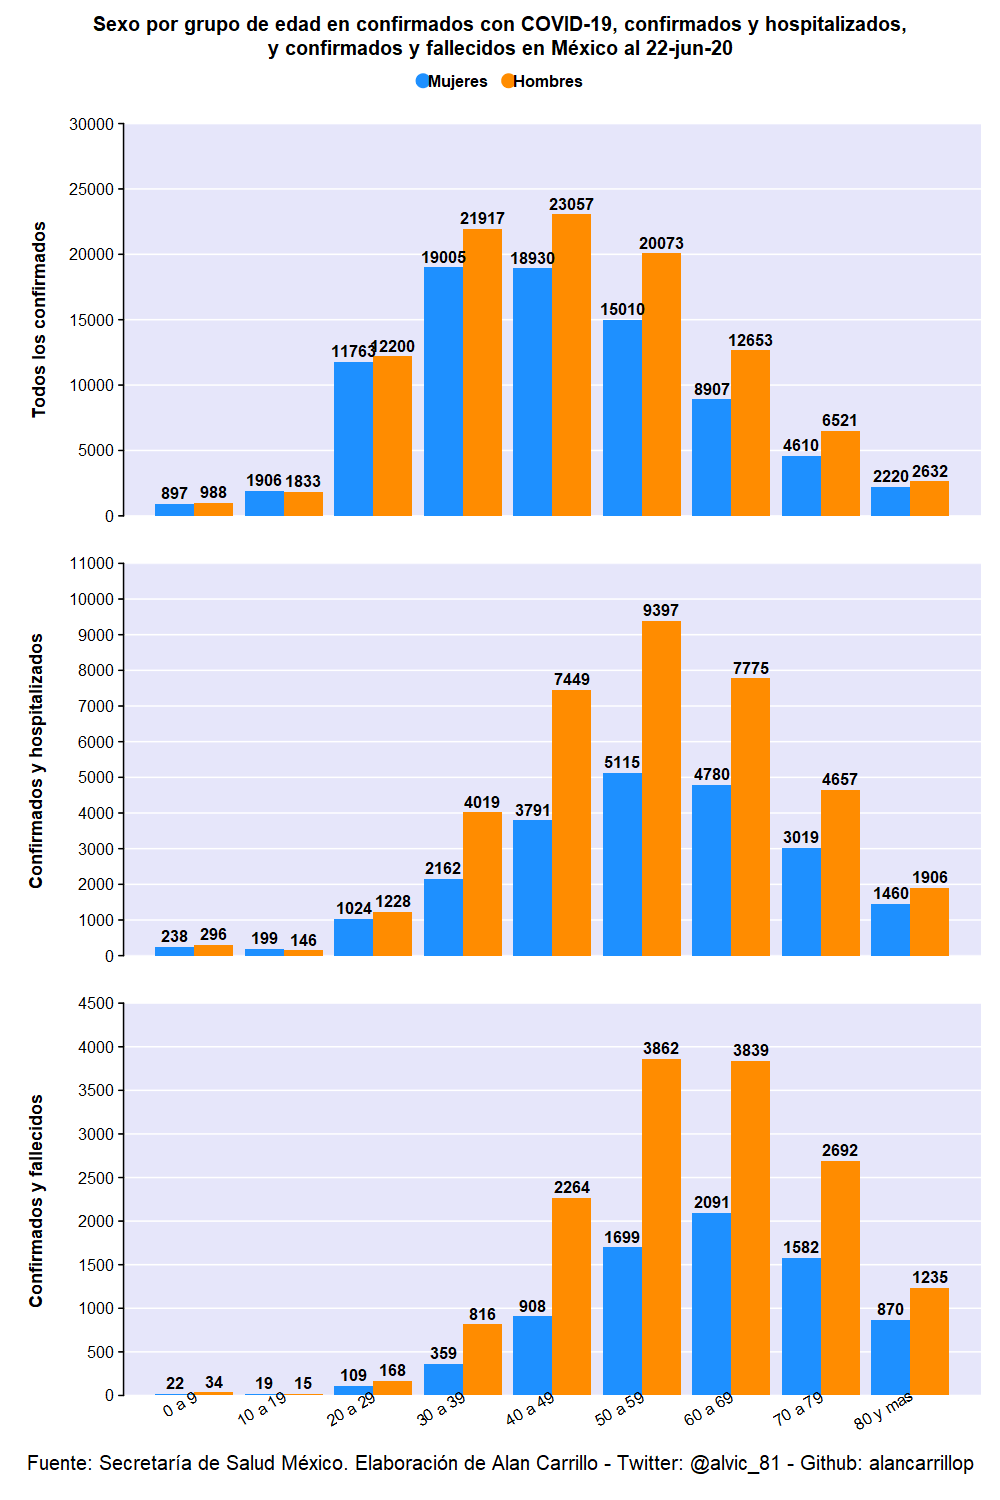 Sexo por grupo de edad en confirmados con COVID-19, confirmados y hospitalizados,
y confirmados y fallecidos en México al 22-jun-20
Mujeres Hombres
Todos los confirmados
30000
25000
20000
15000
10000
5000
0
897 988 1906 1833 11763 12200 19005 21917 18930 23057 15010 20073 8907 12653 4610 6521 2220 2632
Confirmados y hospitalizados
11000
10000
9000
8000
7000
6000
5000
4000
3000
2000
1000
0
238 296 199 146 1024 1228 2162 4019 3791 7449 5115 9397 4780 7775 3019 4657 1460 1906
Confirmados y fallecidos
4500
4000
3500
3000
2500
2000
1500
1000
500
0
22 34 19 15 109 168 359 816 908 2264 1699 3862 2091 3839 1582 2692 870 1235
0 a 9 10 a 19 20 a 29 30 a 39 40 a 49 50 a 59 60 a 69 70 a 79 80 y mas
Fuente: Secretaría de Salud México. Elaboración de Alan Carrillo - Twitter: @alvic_81 - Github: alancarrillop